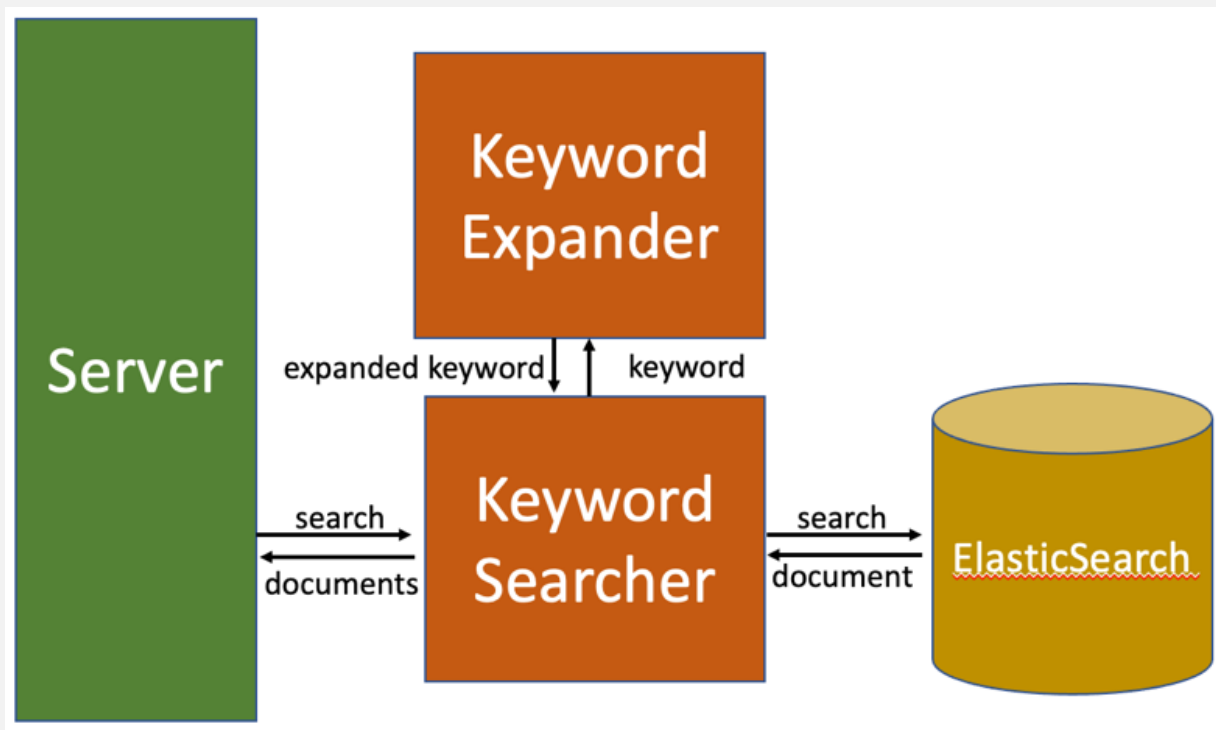 Keyword
Expander
Server
expanded keyword
keyword
Keyword
Searcher
search
documents
search
document
ElasticSearch